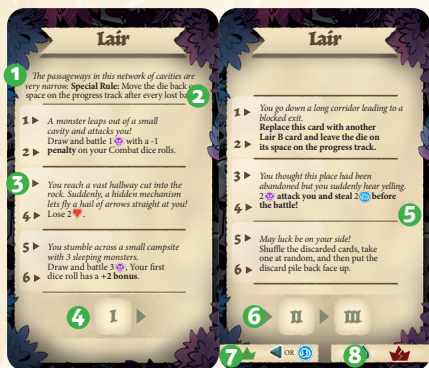 Lair
The passageways in this network of cavities are
very narrow. Special Rule: Move the die back
space on the progress track after every lost
1
2
1
A monster leaps out of a small
cavity and attacks you!
Draw and battle 1 with a -1
2
penalty on your Combat dice rolls.
3
3
You reach a vast hallway cut into the
rock. Suddenly, a hidden mechanism
lets fly a hail of arrows straight at you!
4
Lose 2.
5
You stumble across a small campsite
with 3 sleeping monsters.
Draw and battle 3, Your first
6
dice roll has a +2 bonus.
4
I
Lair
1
You go down a long corridor leading to a
blocked exit.
Replace this card with another
2
Lair B card and leave the die on
its space on the progress track.
3
You thought this place had been
abandoned but you suddenly hear yelling.
4
2 attack you and steal 2 before
the battle!
5
5
May luck be on your side!
Shuffle the discarded cards, take
6
one at random, and then put the
discard pile back face up.
6
II
III
7
OR
8